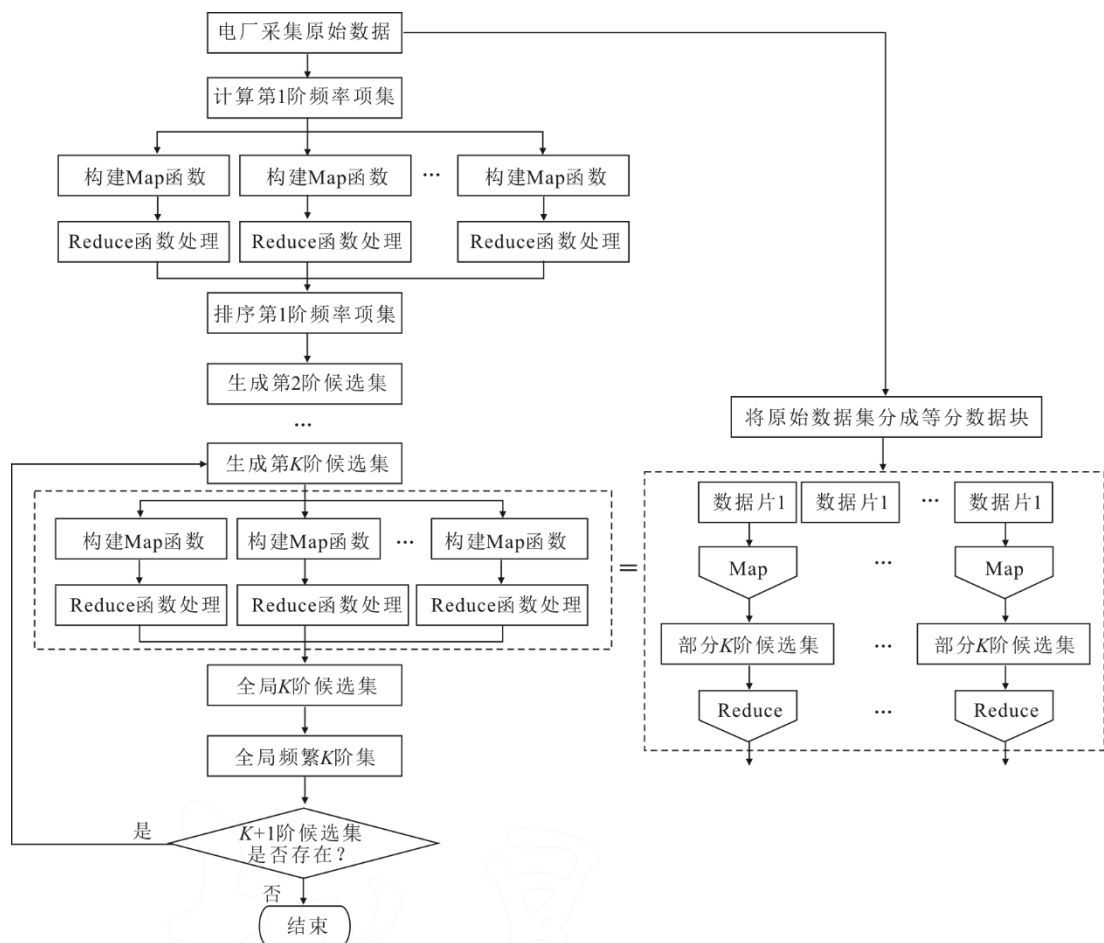 电厂采集原始数据
计算第1阶频率项集
构建Map函数
构建Map函数
...
构建Map函数
Reduce函数处理
Reduce函数处理
Reduce函数处理
排序第1阶频率项集
生成第2阶候选集
...
生成第K阶候选集
构建Map函数
构建Map函数
...
构建Map函数
Reduce函数处理
Reduce函数处理
Reduce函数处理
全局K阶候选集
全局频繁K阶集
K+1阶候选集
是否存在？
是
否
结束
=
将原始数据集分成等分数据块
数据片1
数据片1
...
数据片1
Map
...
Map
部分K阶候选集
...
部分K阶候选集
Reduce
...
Reduce